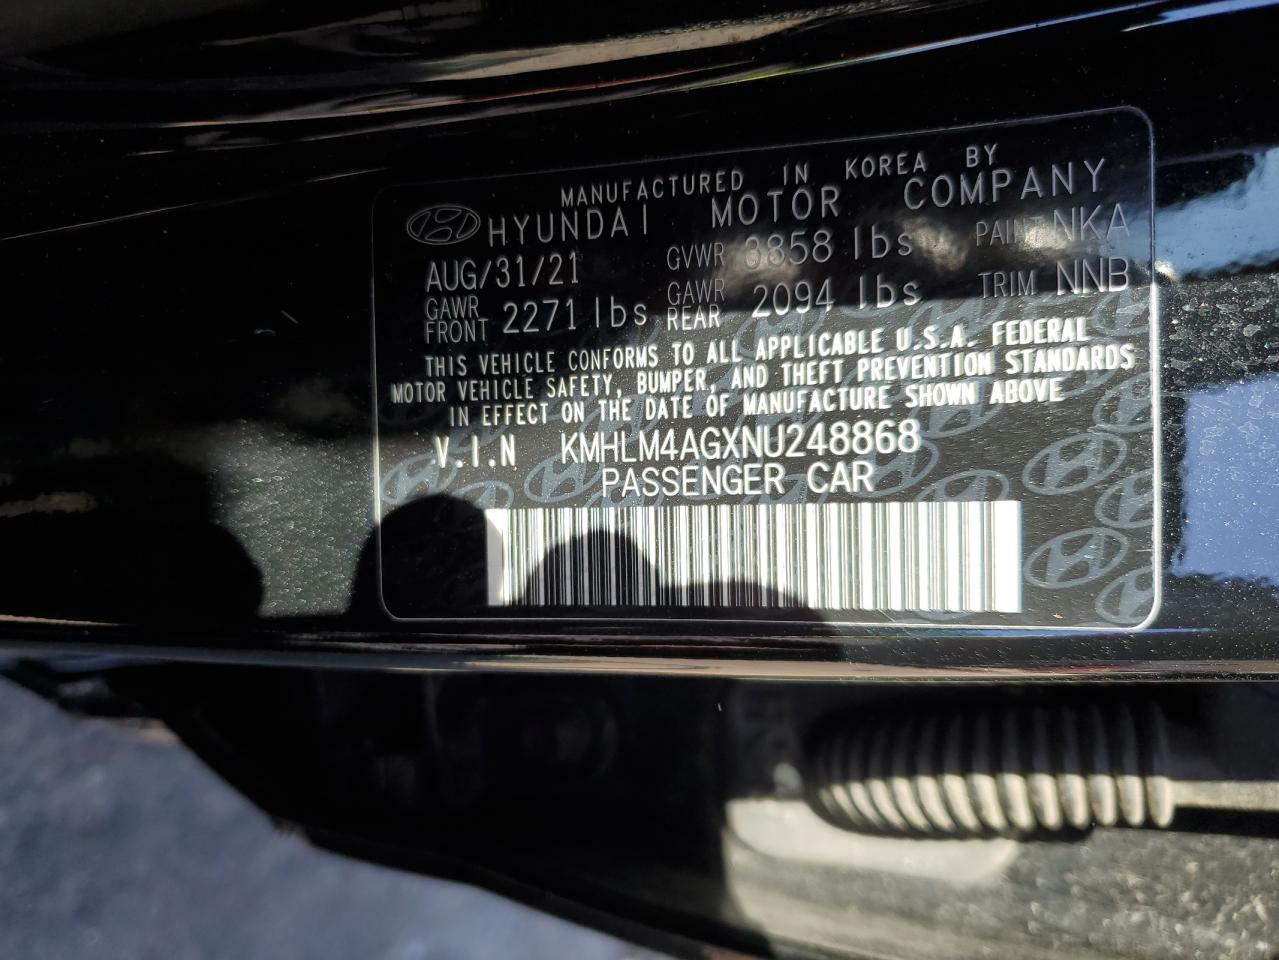 MANUFACTURED IN KOREA BY
HYUNDAI MOTOR COMPANY
AUG/31/21 GVWR 3858 lbs PAINT NKA
GAWR FRONT 2271 lbs GAWR REAR 2094 lbs TRIM NNB
THIS VEHICLE CONFORMS TO ALL APPLICABLE U.S.A. FEDERAL
MOTOR VEHICLE SAFETY, BUMPER, AND THEFT PREVENTION STANDARDS
IN EFFECT ON THE DATE OF MANUFACTURE SHOWN ABOVE
V.I.N KMHLM4AGXNU248868
PASSENGER CAR